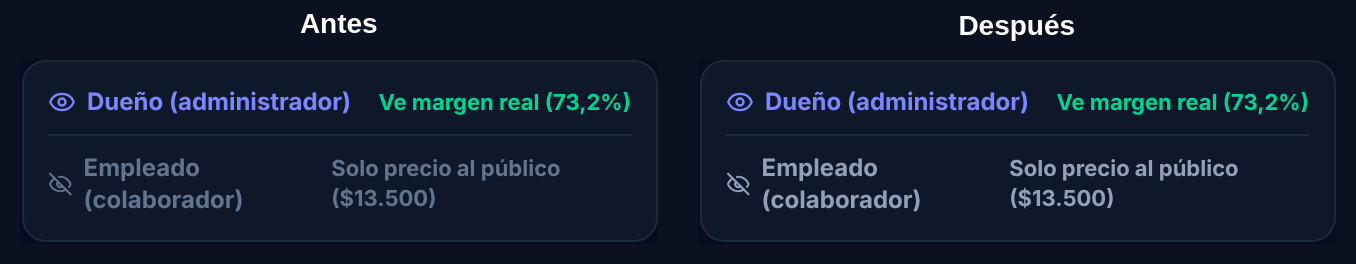 Antes
Dueño (administrador) Ve margen real (73,2%)
Empleado
(colaborador)
Solo precio al público
($13.500)
Después
Dueño (administrador) Ve margen real (73,2%)
Empleado
(colaborador)
Solo precio al público
($13.500)